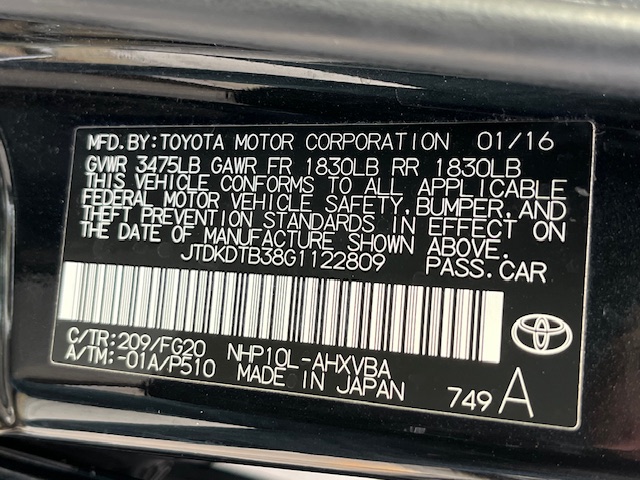 MFD.BY:TOYOTA MOTOR CORPORATION 01/16
GVWR 3475LB GAWR FR 1830LB RR 1830LB
THIS VEHICLE CONFORMS TO ALL APPLICABLE
FEDERAL MOTOR VEHICLE SAFETY,BUMPER,AND
THEFT PREVENTION STANDARDS IN EFFECT ON
THE DATE OF MANUFACTURE SHOWN ABOVE.
JTDKDTB38G1122809 PASS.CAR
C/TR:209/FG20 NHP10L-AHXVBA
A/TM:-01A/P510 MADE IN JAPAN
749 A